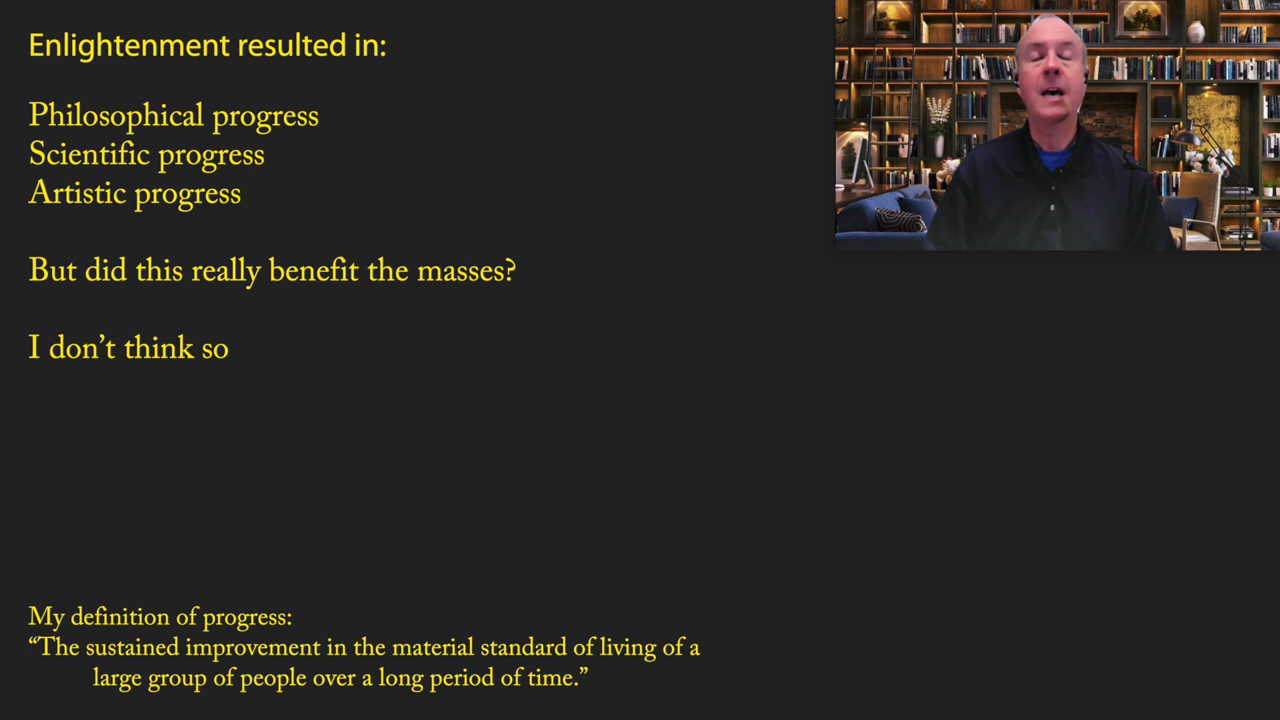 Enlightenment resulted in:
Philosophical progress
Scientific progress
Artistic progress
But did this really benefit the masses?
I don’t think so
My definition of progress:
“The sustained improvement in the material standard of living of a
large group of people over a long period of time.”